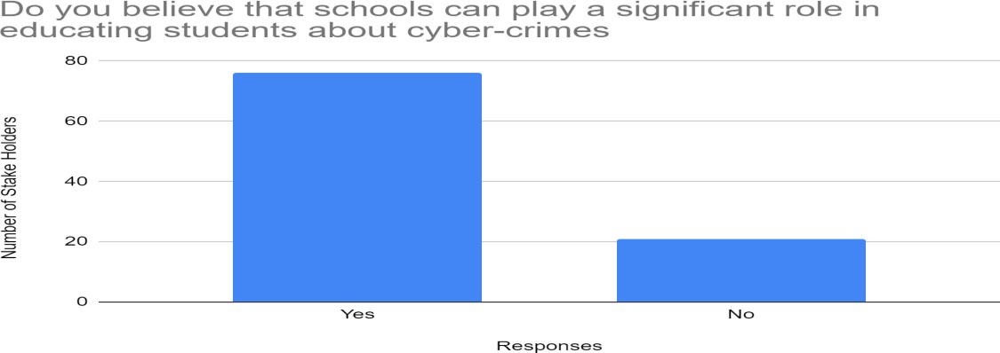 Do you believe that schools can play a significant role in
educating students about cyber-crimes
Number of Stake Holders
80
60
40
20
0
Yes
No
Responses